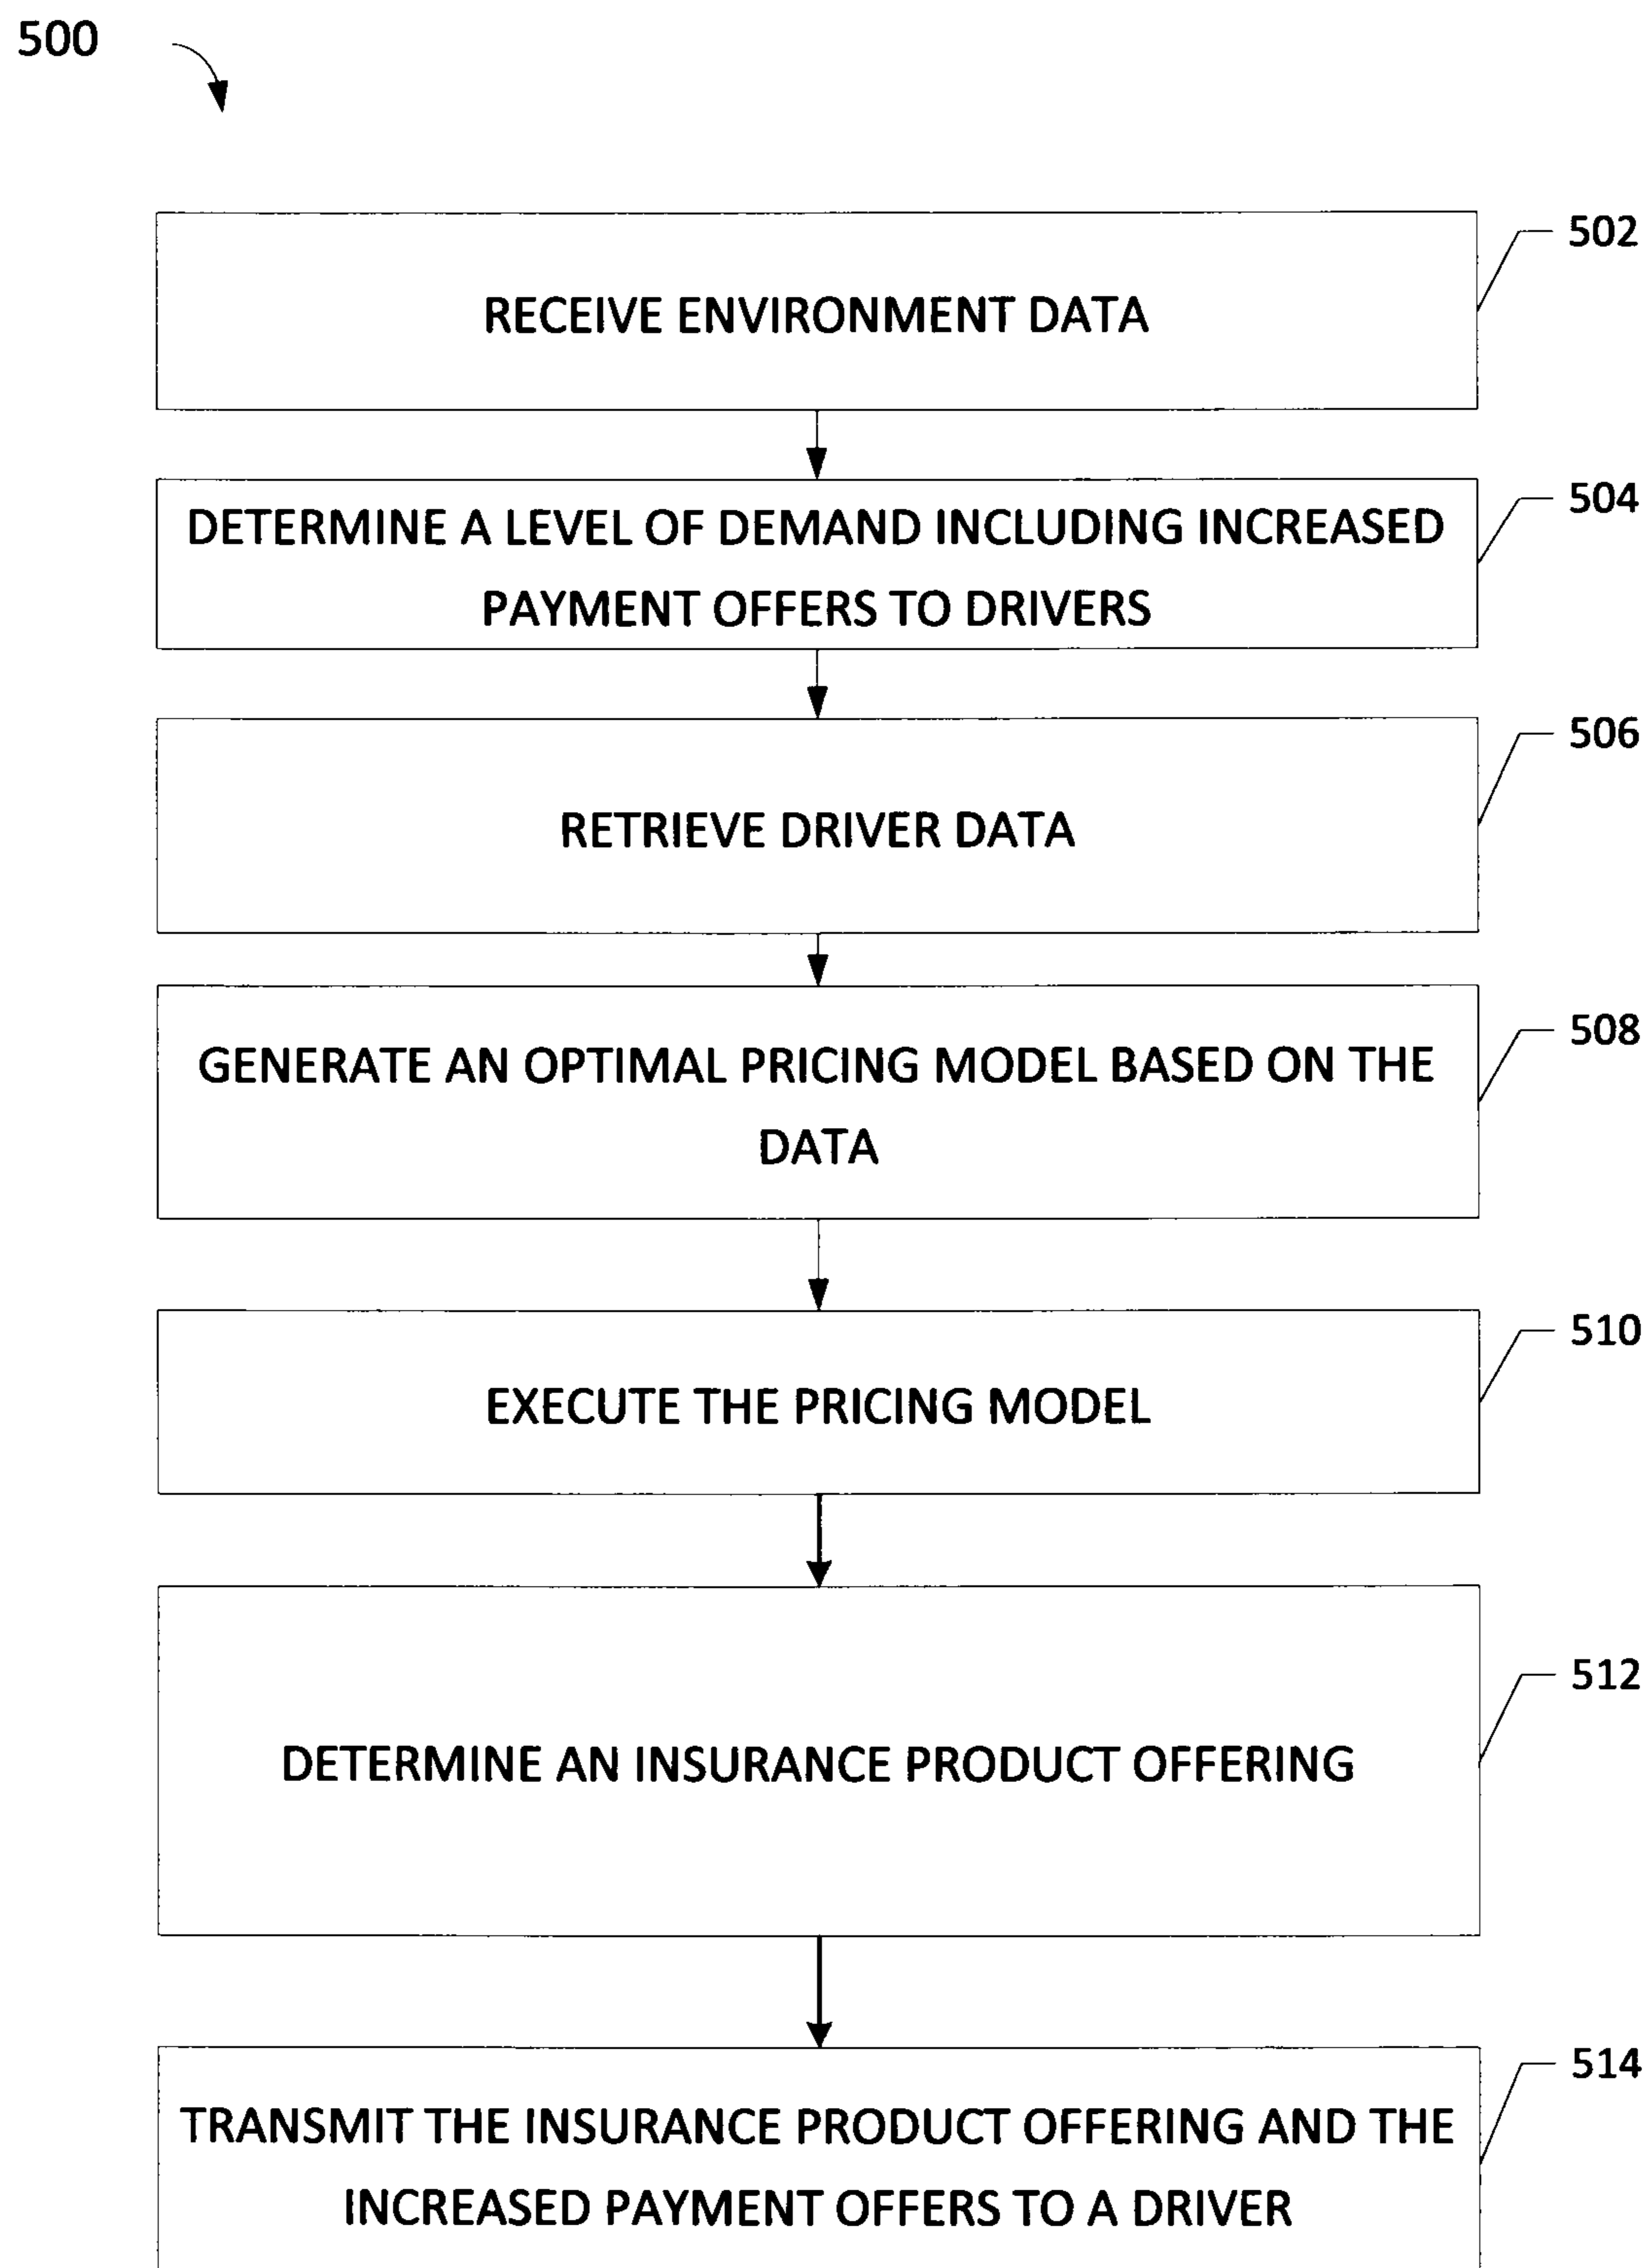 500
502
RECEIVE ENVIRONMENT DATA
504
DETERMINE A LEVEL OF DEMAND INCLUDING INCREASED
PAYMENT OFFERS TO DRIVERS
506
RETRIEVE DRIVER DATA
508
GENERATE AN OPTIMAL PRICING MODEL BASED ON THE
DATA
510
EXECUTE THE PRICING MODEL
512
DETERMINE AN INSURANCE PRODUCT OFFERING
514
TRANSMIT THE INSURANCE PRODUCT OFFERING AND THE
INCREASED PAYMENT OFFERS TO A DRIVER